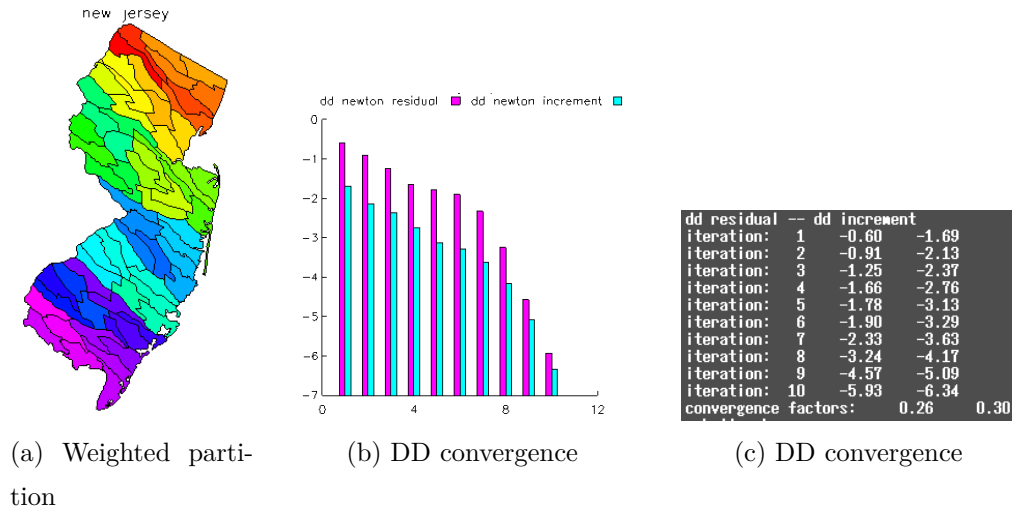 new jersey
dd newton residual dd newton increment
0
-1
-2
-3
-4
-5
-6
-7
0 4 8 12
dd residual -- dd increment
iteration: 1 -0.60 -1.69
iteration: 2 -0.91 -2.13
iteration: 3 -1.25 -2.37
iteration: 4 -1.66 -2.76
iteration: 5 -1.78 -3.13
iteration: 6 -1.90 -3.29
iteration: 7 -2.33 -3.63
iteration: 8 -3.24 -4.17
iteration: 9 -4.57 -5.09
iteration: 10 -5.93 -6.34
convergence factors: 0.26 0.30
(a) Weighted parti-
tion
(b) DD convergence
(c) DD convergence